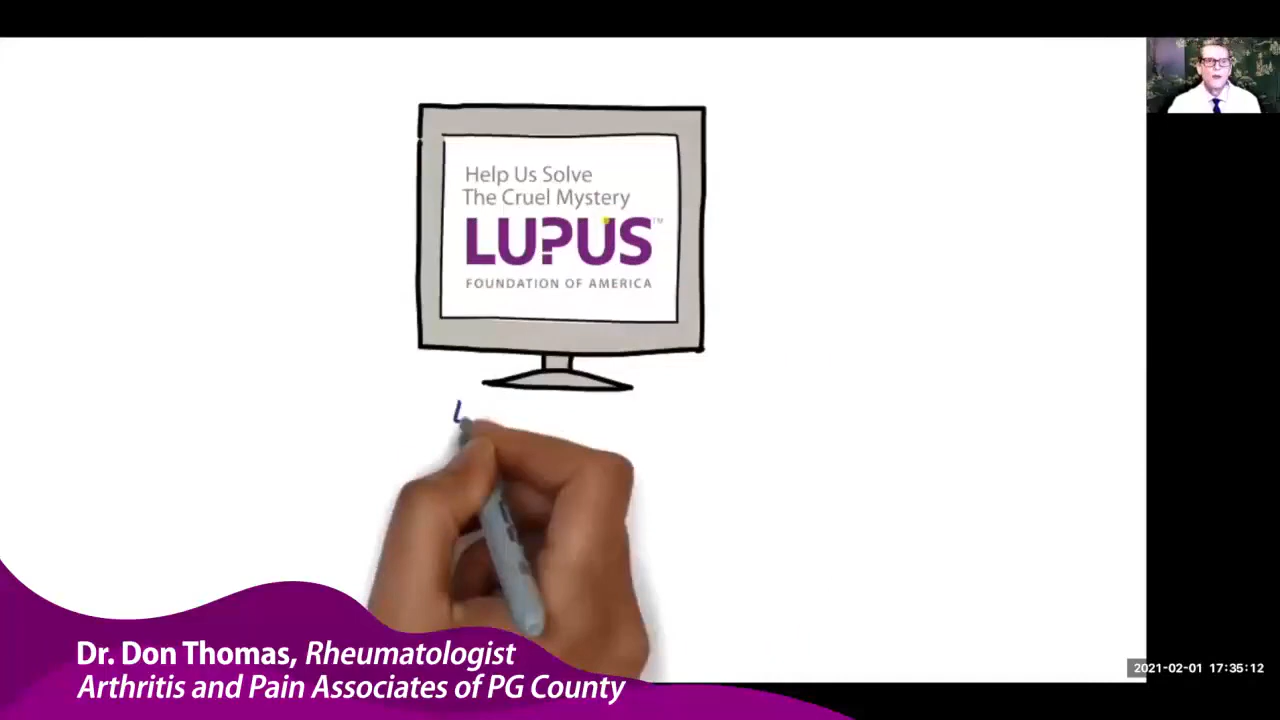 Help Us Solve
The Cruel Mystery
LUPUS™
FOUNDATION OF AMERICA
Dr. Don Thomas, Rheumatologist
Arthritis and Pain Associates of PG County
2021-02-01 17:35:12